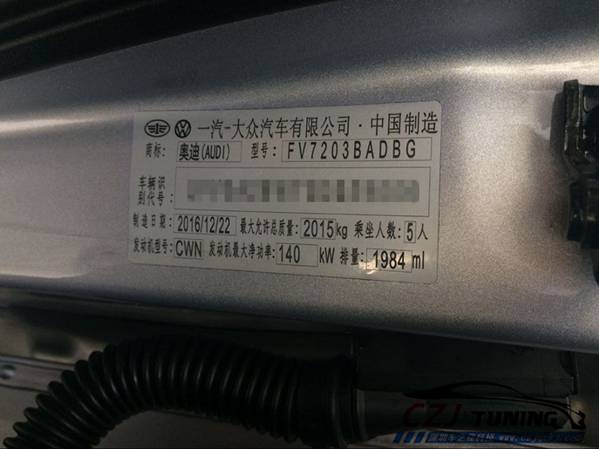 一汽-大众汽车有限公司·中国制造
商标: 奥迪(AUDI) 型号: FV7203BADBG
车辆识
别代号:
制造日期: 2016/12/22 最大允许总质量: 2015kg 乘坐人数: 5人
发动机型号: CWN 发动机最大净功率: 140 kW 排量: 1984 ml
CZJ TUNING